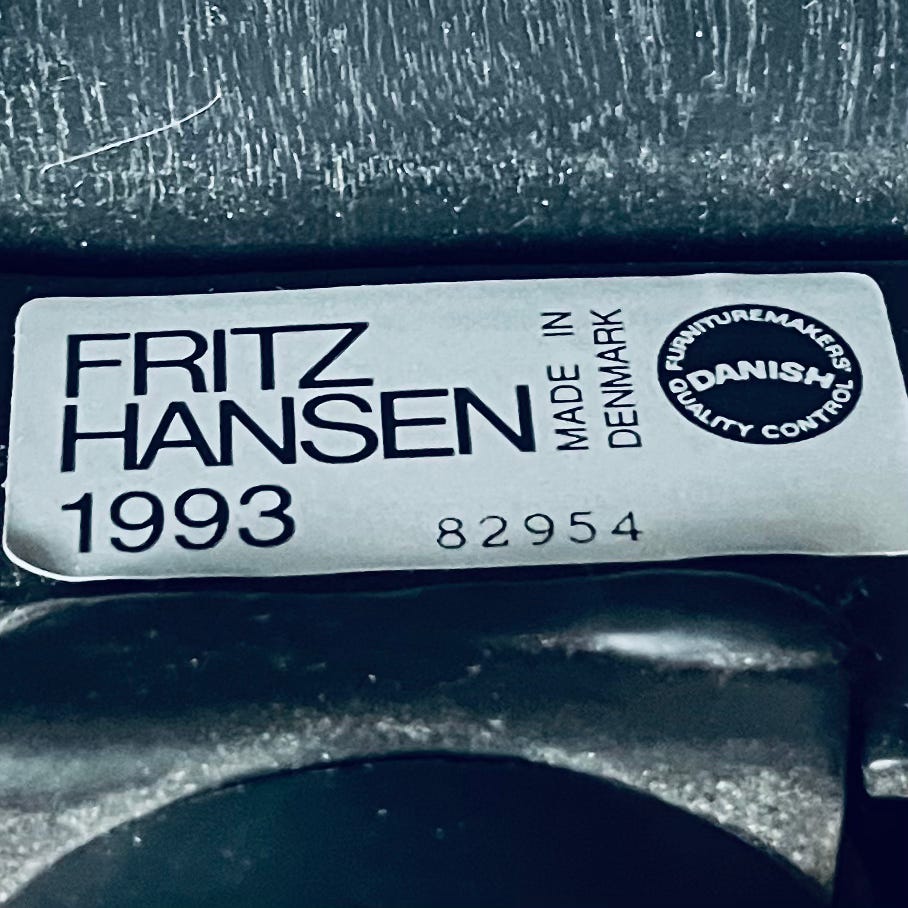 FRITZ
HANSEN
1993
82954
MADE IN
DENMARK
FURNITUREMAKERS'
DANISH
QUALITY CONTROL